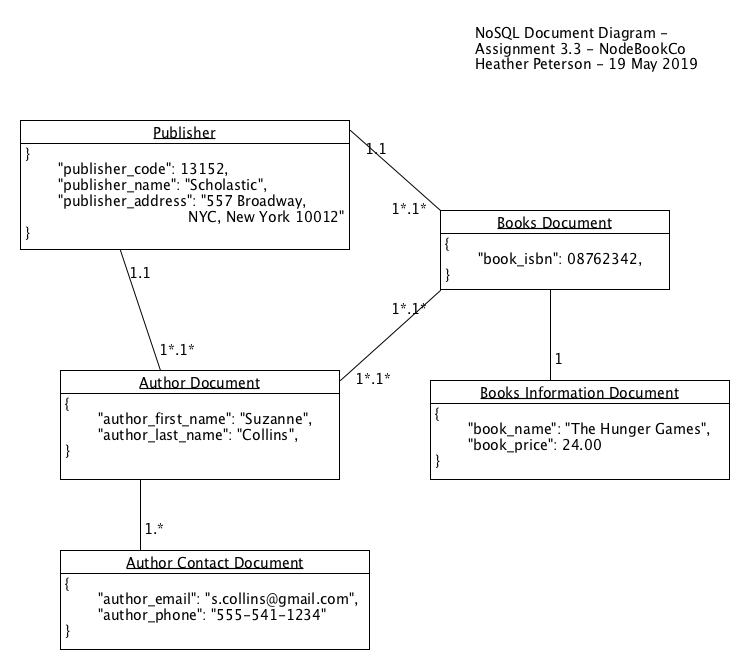 NoSQL Document Diagram -
Assignment 3.3 - NodeBookCo
Heather Peterson - 19 May 2019
Publisher
}
"publisher_code": 13152,
"publisher_name": "Scholastic",
"publisher_address": "557 Broadway,
NYC, New York 10012"
}
1.1
1*.1*
Books Document
{
"book_isbn": 08762342,
}
1.1
1*.1*
1*.1*
1*.1*
1
Author Document
{
"author_first_name": "Suzanne",
"author_last_name": "Collins",
}
Books Information Document
{
"book_name": "The Hunger Games",
"book_price": 24.00
}
1.*
Author Contact Document
{
"author_email": "s.collins@gmail.com",
"author_phone": "555-541-1234"
}